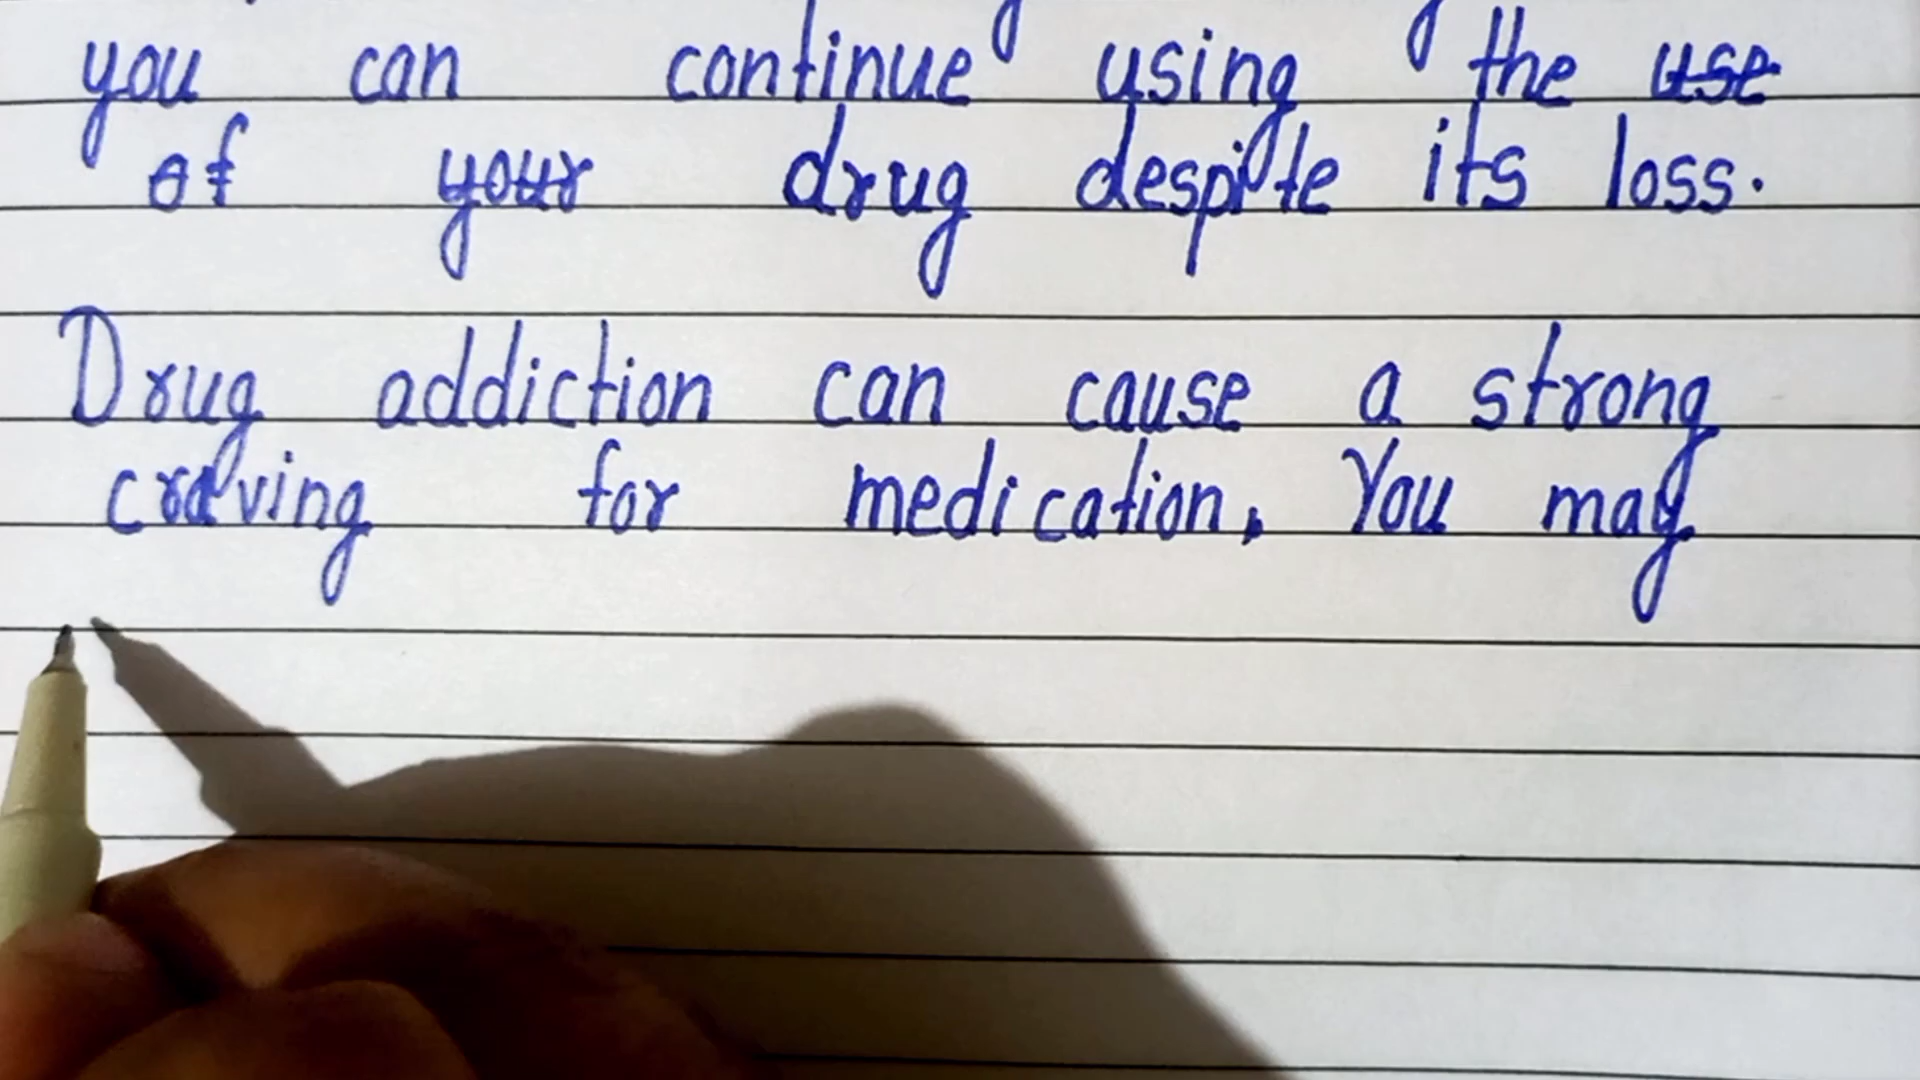 you can continue using the use
of your drug despite its loss.
Drug addiction can cause a strong
craving for medication. You may